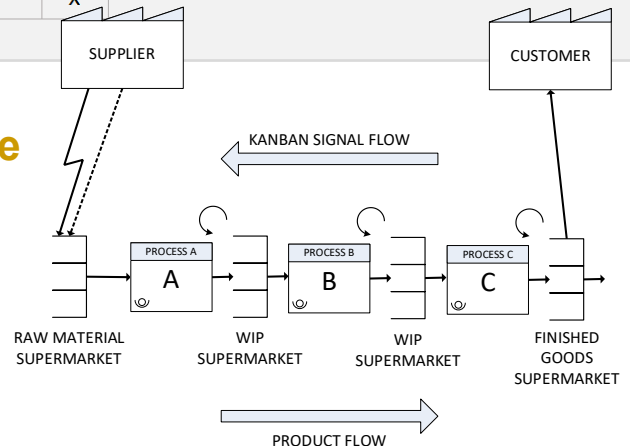 x
SUPPLIER
CUSTOMER
e
KANBAN SIGNAL FLOW
PROCESS A
A
PROCESS B
B
PROCESS C
C
RAW MATERIAL
SUPERMARKET
WIP
SUPERMARKET
WIP
SUPERMARKET
FINISHED
GOODS
SUPERMARKET
PRODUCT FLOW